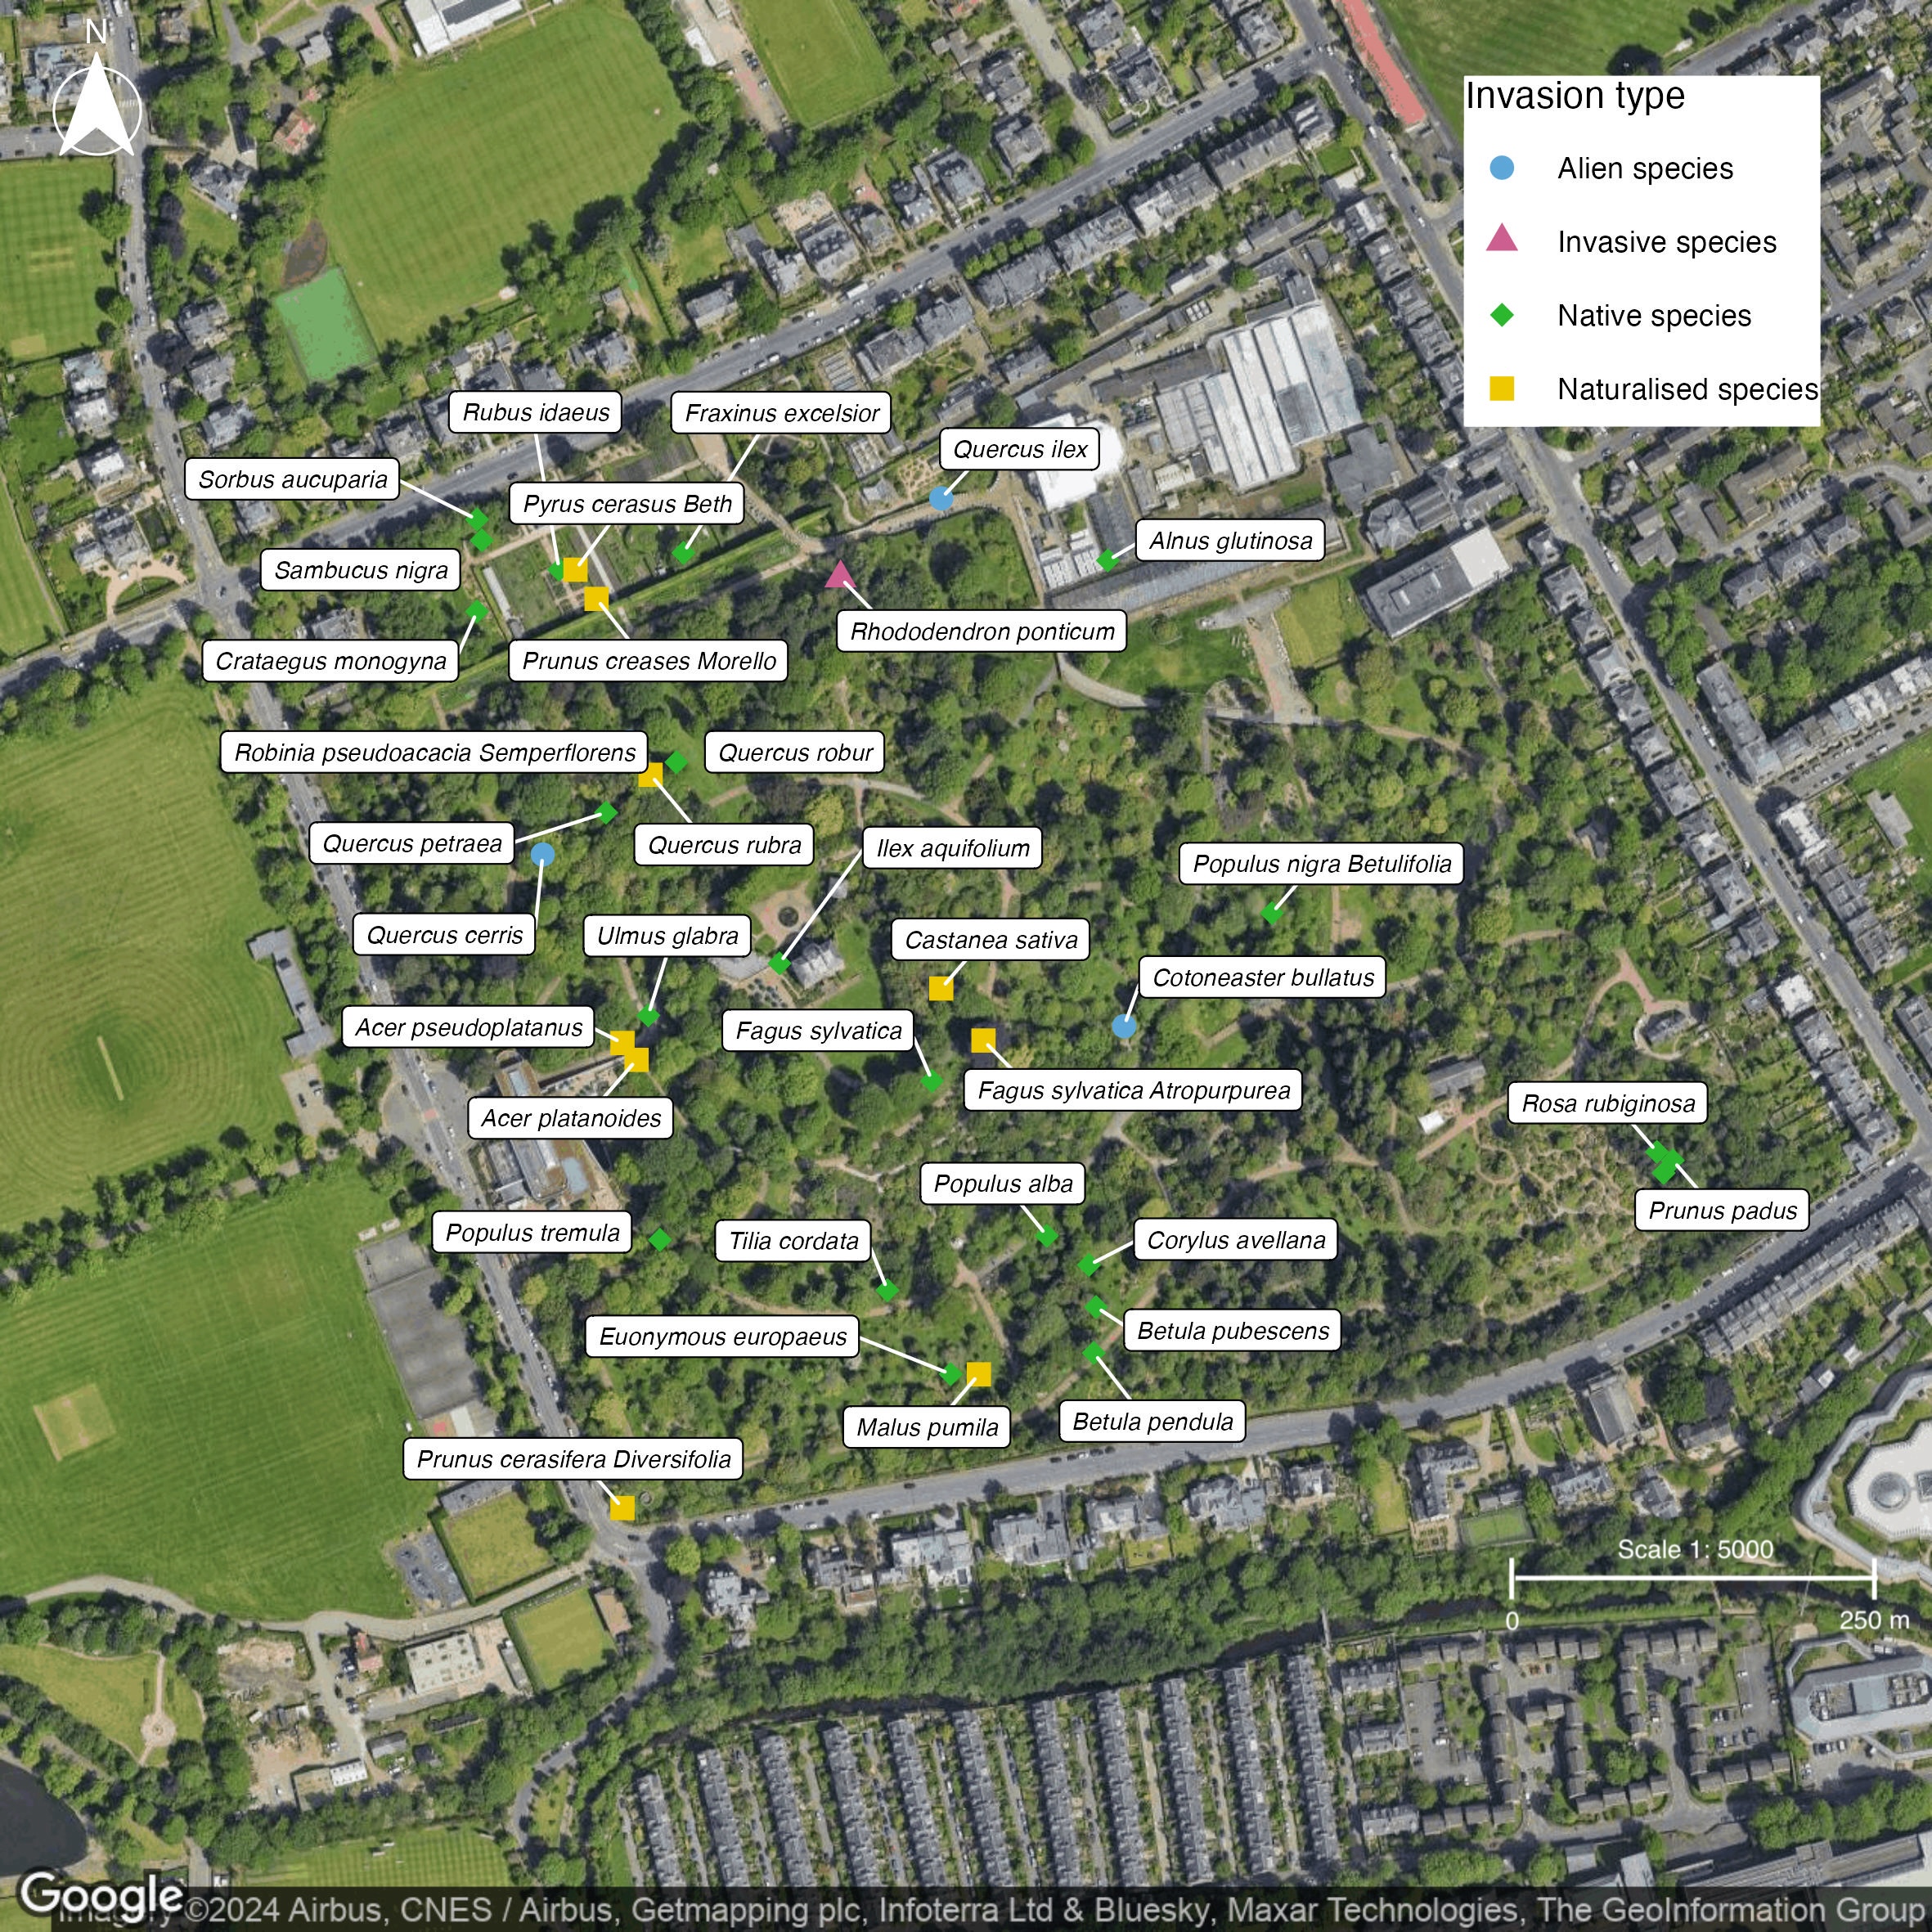 N
Invasion type
Alien species
Invasive species
Native species
Naturalised species
Rubus idaeus
Fraxinus excelsior
Quercus ilex
Sorbus aucuparia
Pyrus cerasus Beth
Alnus glutinosa
Sambucus nigra
Rhododendron ponticum
Crataegus monogyna
Prunus creases Morello
Robinia pseudoacacia Semperflorens
Quercus robur
Quercus petraea
Quercus rubra
Ilex aquifolium
Populus nigra Betulifolia
Quercus cerris
Ulmus glabra
Castanea sativa
Cotoneaster bullatus
Acer pseudoplatanus
Fagus sylvatica
Fagus sylvatica Atropurpurea
Rosa rubiginosa
Acer platanoides
Populus alba
Prunus padus
Populus tremula
Tilia cordata
Corylus avellana
Euonymous europaeus
Betula pubescens
Malus pumila
Betula pendula
Prunus cerasifera Diversifolia
Scale 1: 5000
0
250 m
Google
Imagery ©2024 Airbus, CNES / Airbus, Getmapping plc, Infoterra Ltd & Bluesky, Maxar Technologies, The GeoInformation Group